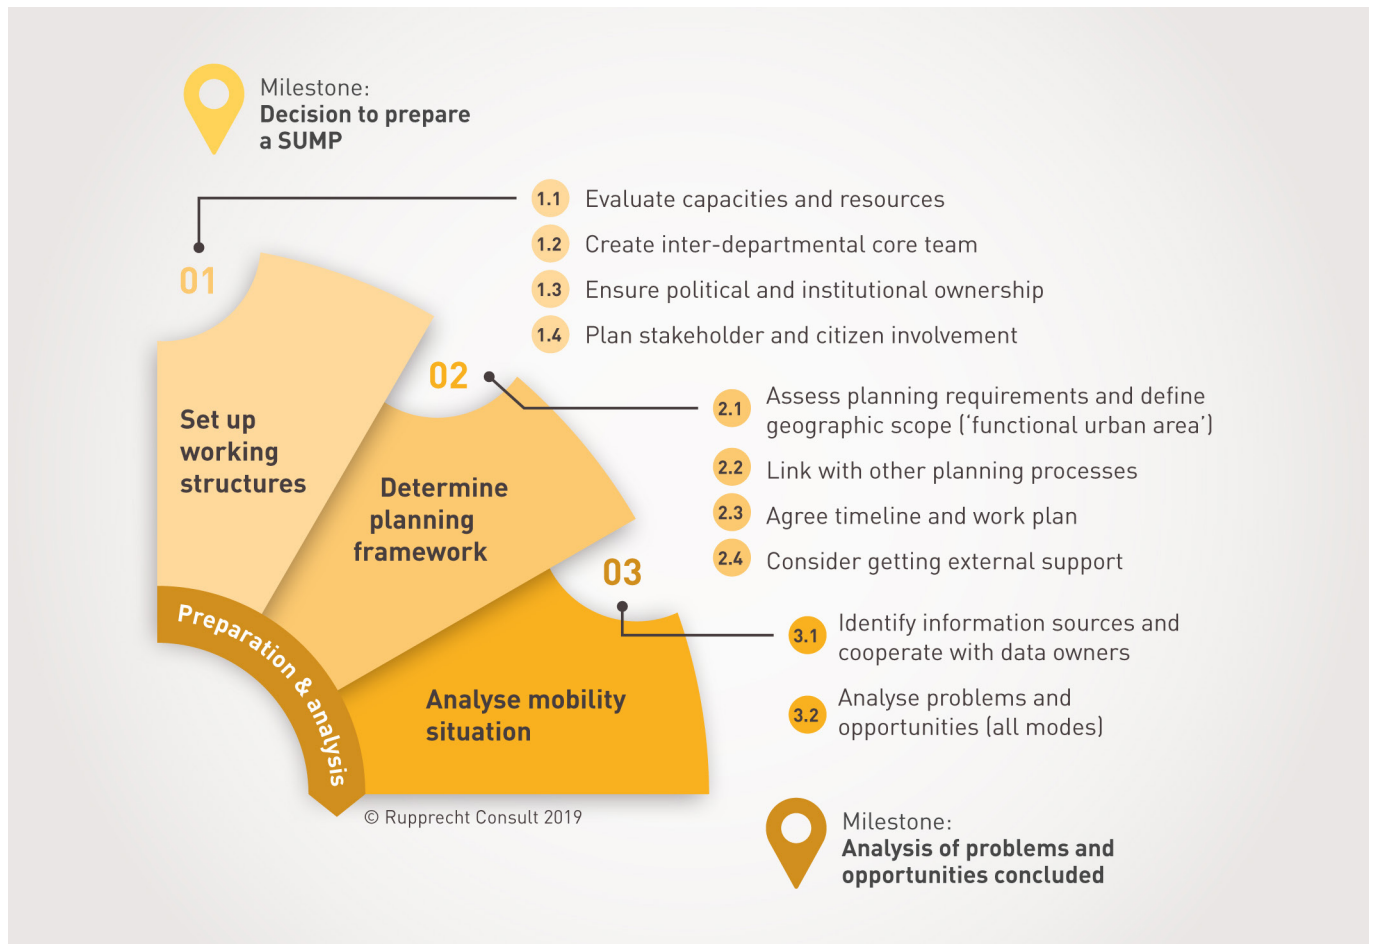 Milestone:
Decision to prepare
a SUMP
01
1.1 Evaluate capacities and resources
1.2 Create inter-departmental core team
1.3 Ensure political and institutional ownership
1.4 Plan stakeholder and citizen involvement
Set up
working
structures
02
2.1 Assess planning requirements and define
geographic scope (‘functional urban area’)
2.2 Link with other planning processes
2.3 Agree timeline and work plan
2.4 Consider getting external support
Determine
planning
framework
03
3.1 Identify information sources and
cooperate with data owners
3.2 Analyse problems and
opportunities (all modes)
Analyse mobility
situation
Preparation & analysis
© Rupprecht Consult 2019
Milestone:
Analysis of problems and
opportunities concluded